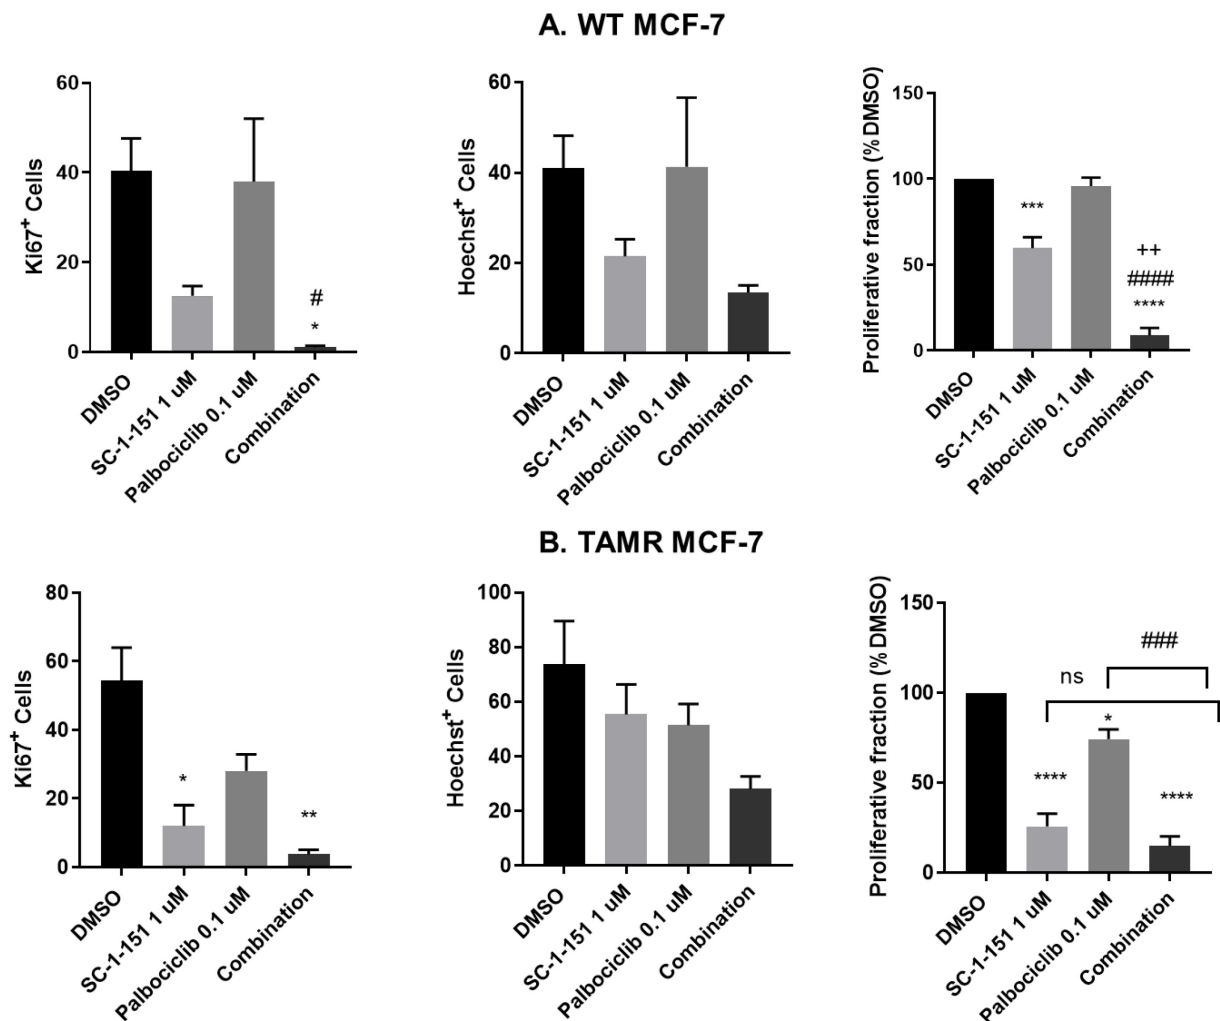 A. WT MCF-7
Ki67+ Cells
60
40
20
0
#
*
DMSO
SC-1-151 1 uM
Palbociclib 0.1 uM
Combination
Hoechst+ Cells
60
40
20
0
DMSO
SC-1-151 1 uM
Palbociclib 0.1 uM
Combination
Proliferative fraction (% DMSO)
150
100
50
0
***
++
####
****
DMSO
SC-1-151 1 uM
Palbociclib 0.1 uM
Combination
B. TAMR MCF-7
Ki67+ Cells
80
60
40
20
0
*
**
DMSO
SC-1-151 1 uM
Palbociclib 0.1 uM
Combination
Hoechst+ Cells
100
80
60
40
20
0
DMSO
SC-1-151 1 uM
Palbociclib 0.1 uM
Combination
Proliferative fraction (% DMSO)
150
100
50
0
###
ns
*
****
****
DMSO
SC-1-151 1 uM
Palbociclib 0.1 uM
Combination